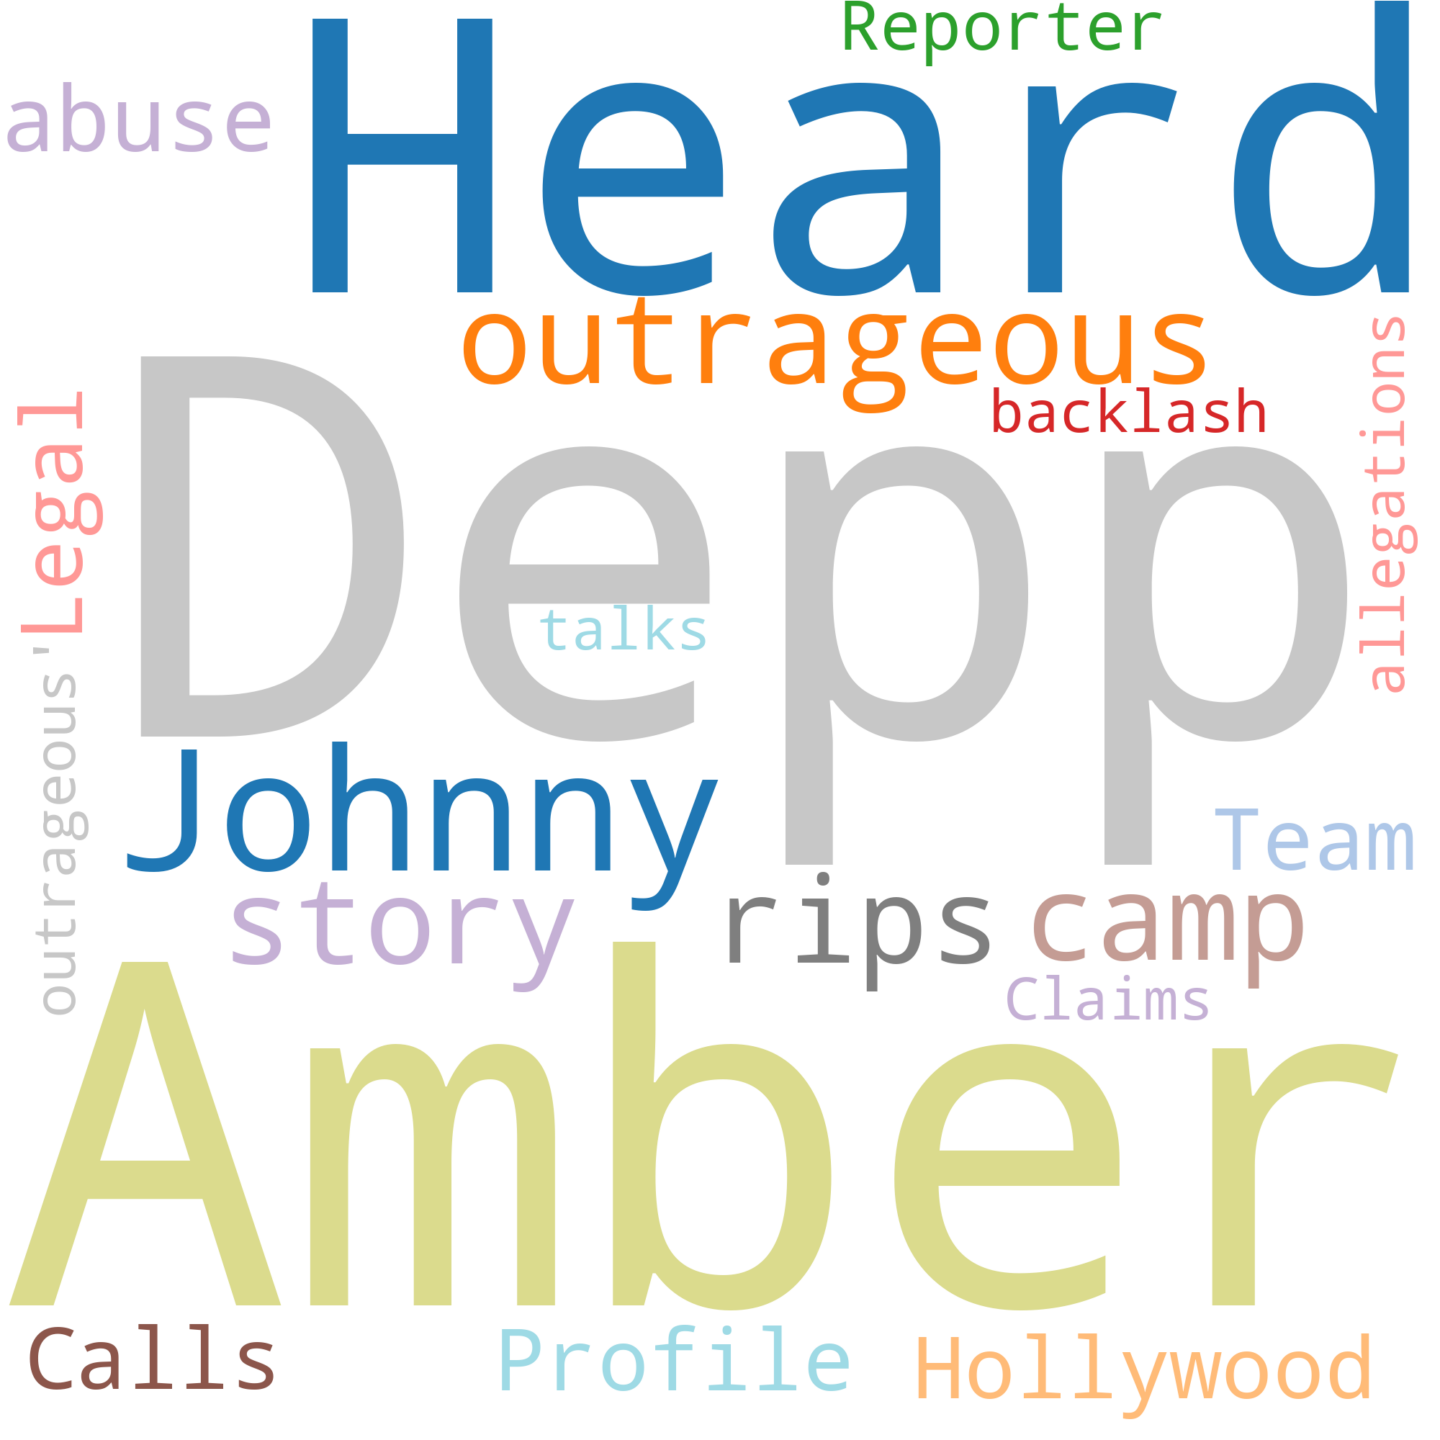 Reporter
abuse
Heard
outrageous
backlash
allegations
Legal
Depp
talks
outrageous'
Johnny
Team
story
rips
camp
Claims
Amber
Calls
Profile
Hollywood